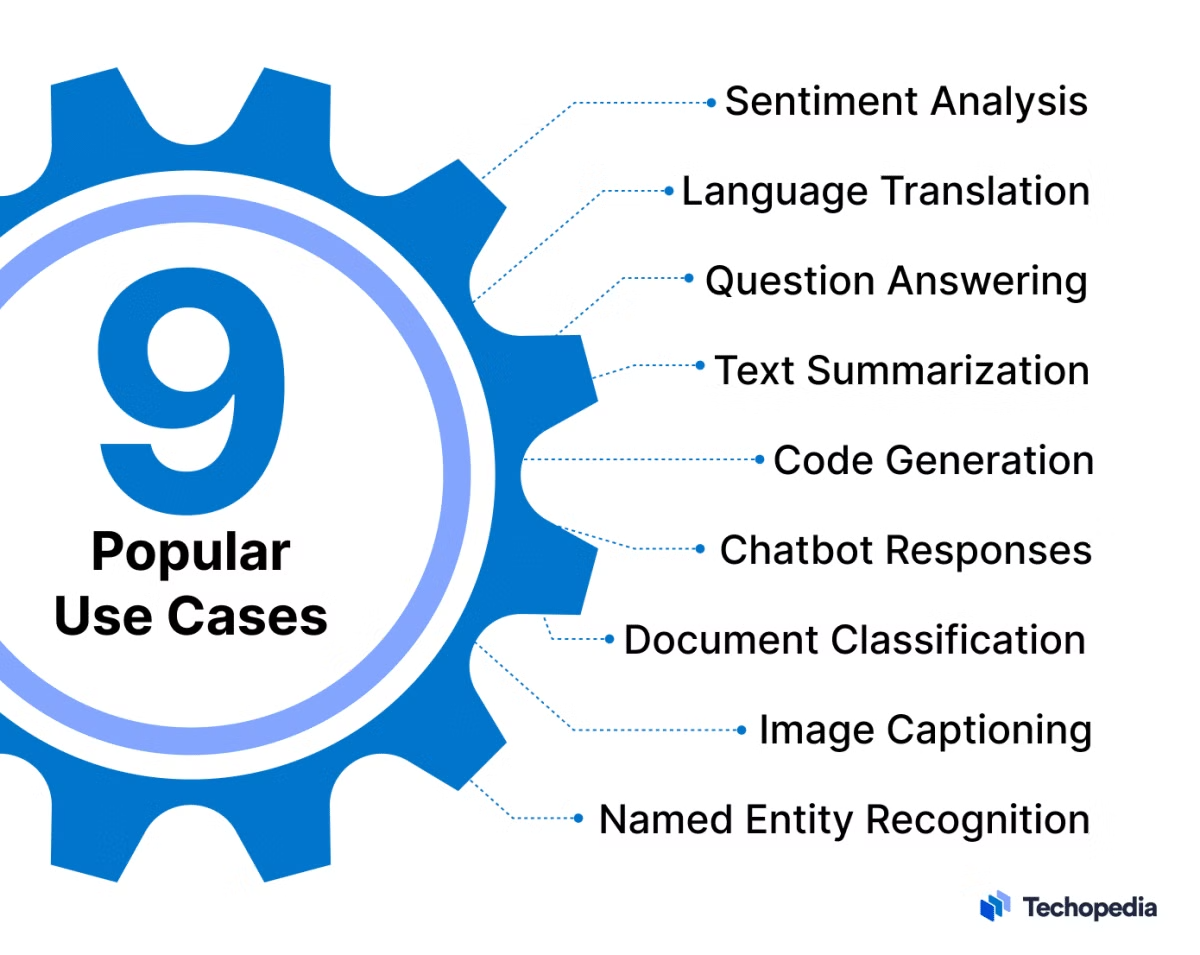 9
Popular
Use Cases
Sentiment Analysis
Language Translation
Question Answering
Text Summarization
Code Generation
Chatbot Responses
Document Classification
Image Captioning
Named Entity Recognition
Techopedia